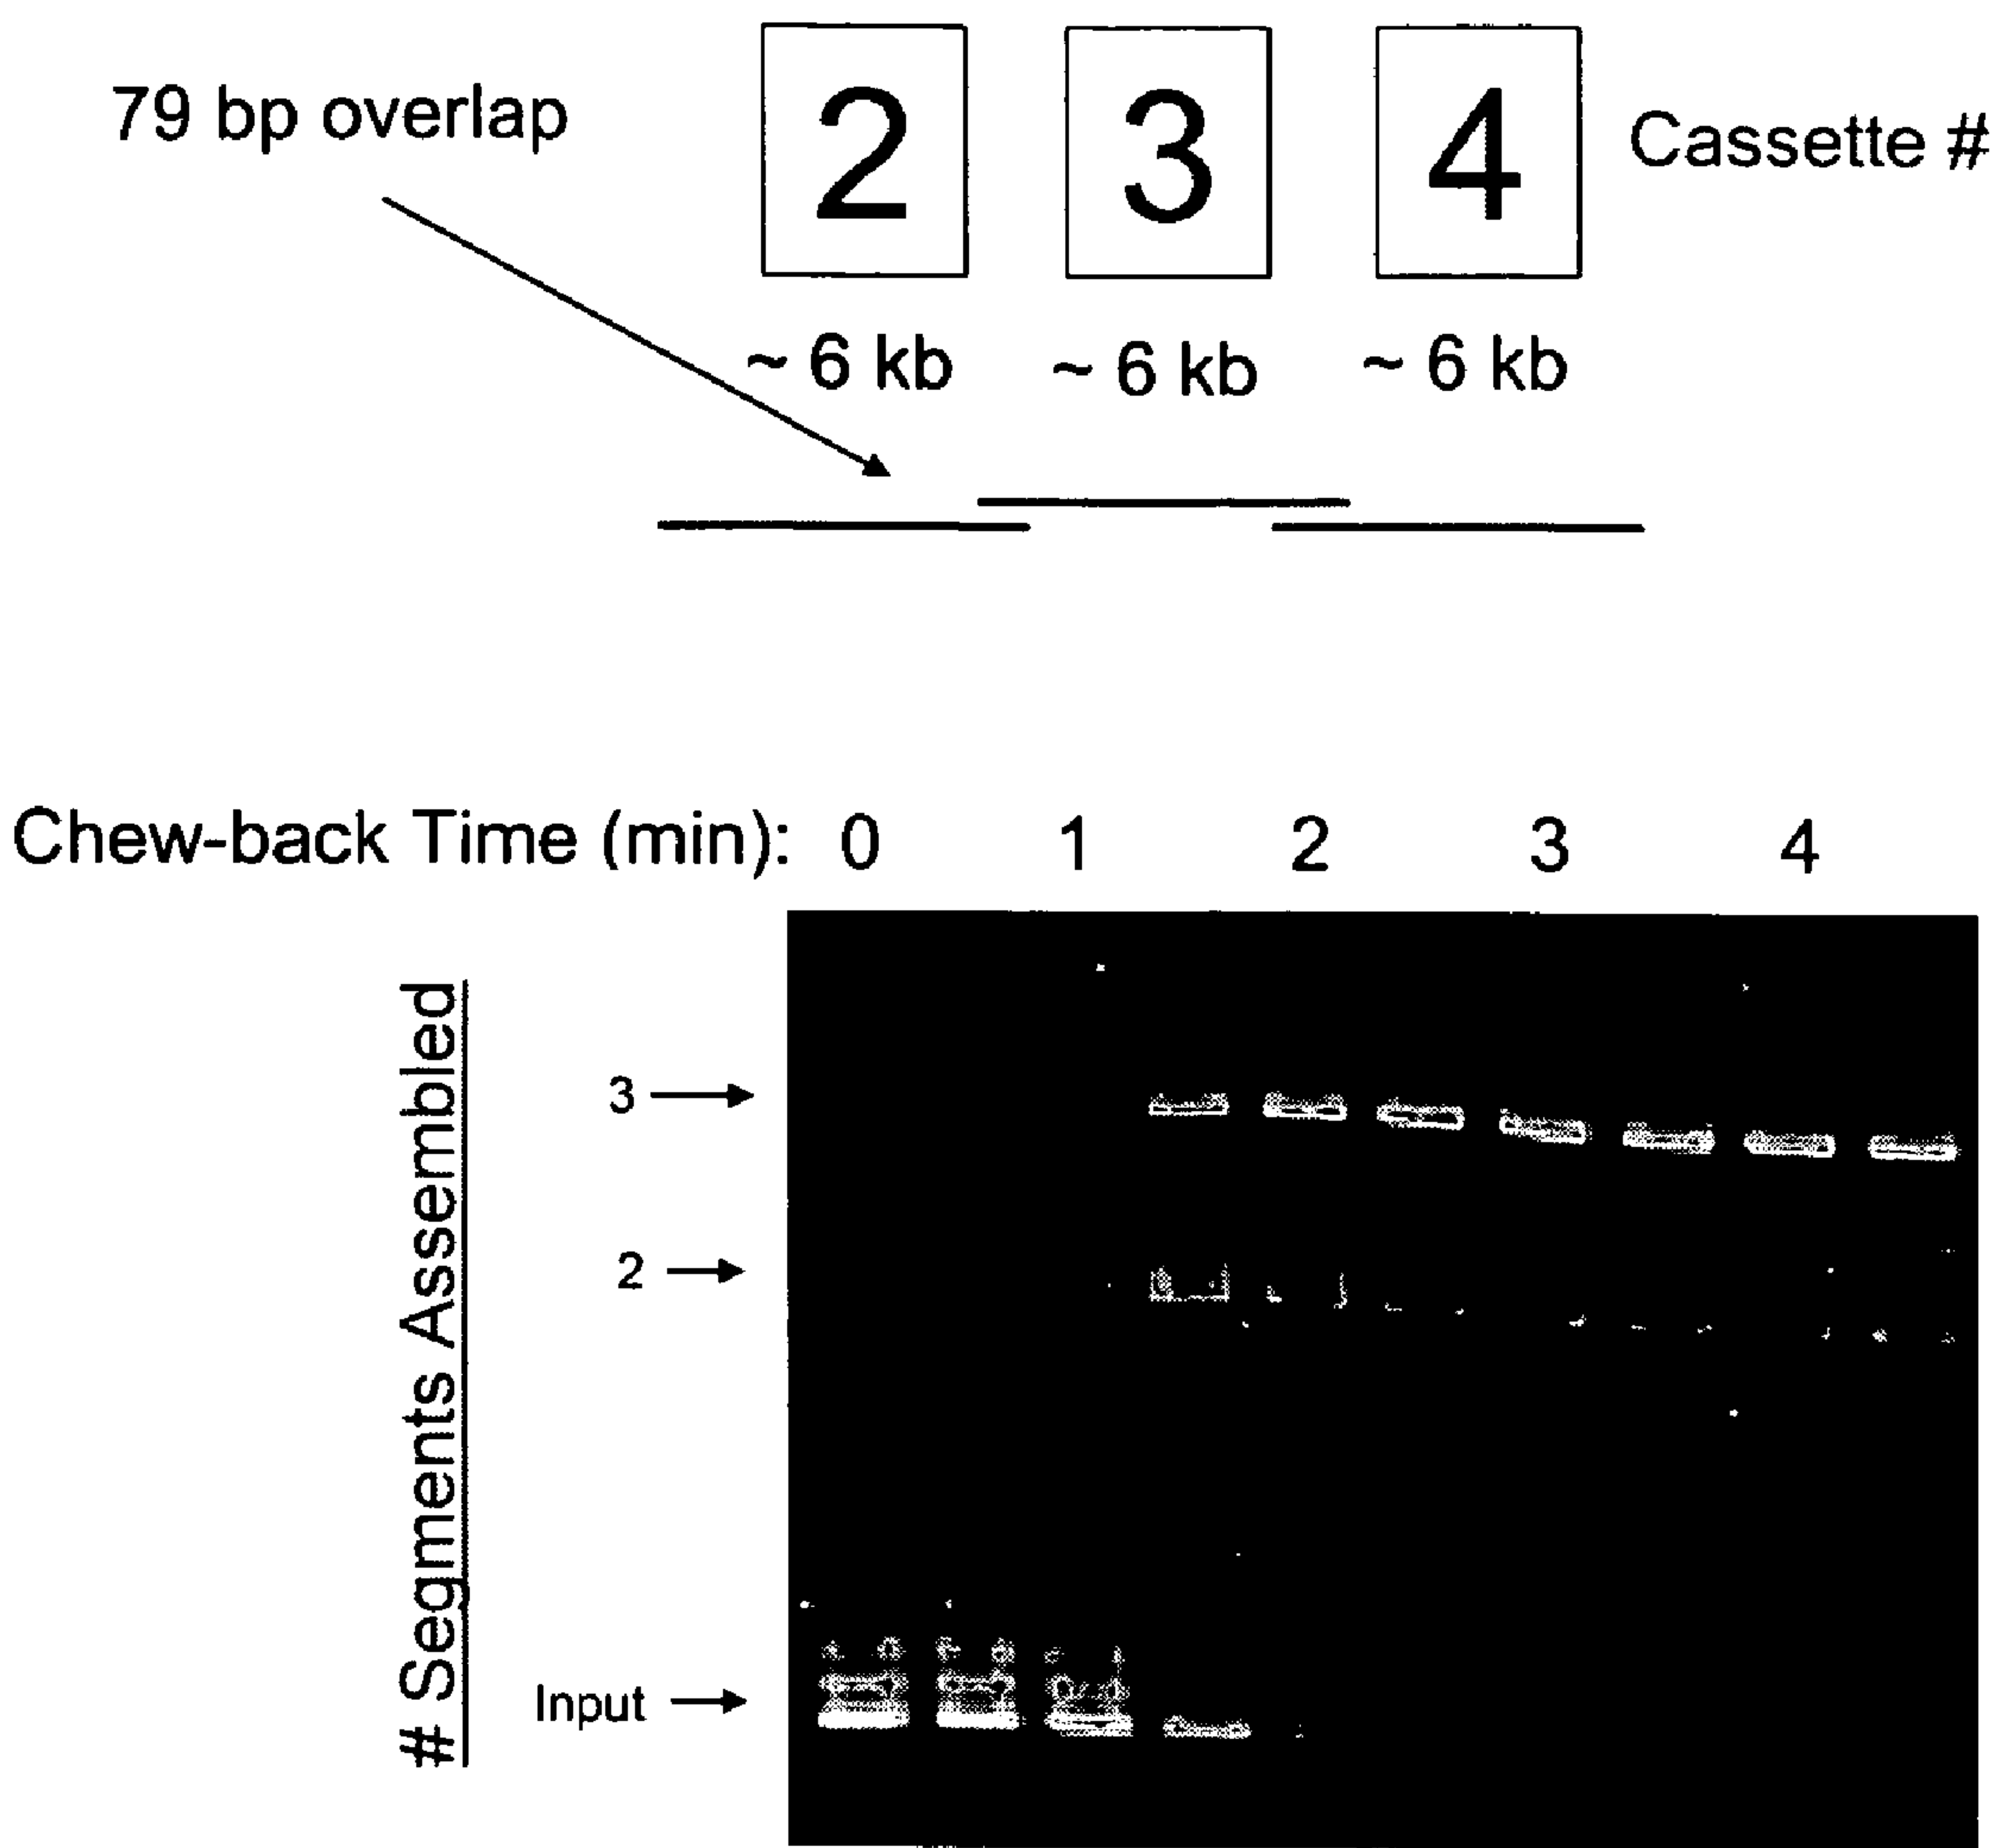 79 bp overlap
2 3 4 Cassette #
~ 6 kb ~ 6 kb ~ 6 kb
Chew-back Time (min): 0 1 2 3 4
# Segments Assembled
3
2
Input